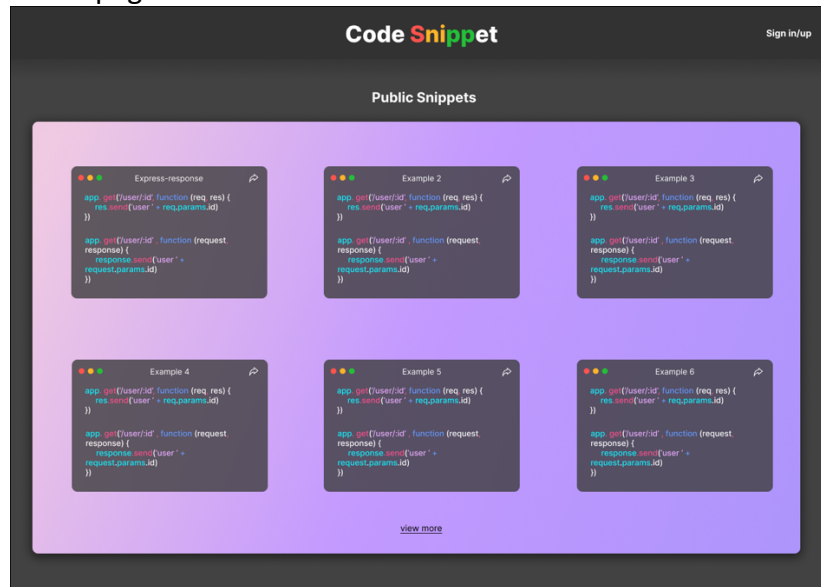 Code Snippet
Sign in/up
Public Snippets
Express-response
app. get('/user/:id', function (req, res) {
res.send('user ' + req.params.id)
})
app. get('/user/:id' , function (request,
response) {
response.send('user ' +
request.params.id)
})
Example 2
app. get('/user/:id', function (req, res) {
res.send('user ' + req.params.id)
})
app. get('/user/:id' , function (request,
response) {
response.send('user ' +
request.params.id)
})
Example 3
app. get('/user/:id', function (req, res) {
res.send('user ' + req.params.id)
})
app. get('/user/:id' , function (request,
response) {
response.send('user ' +
request.params.id)
})
Example 4
app. get('/user/:id', function (req, res) {
res.send('user ' + req.params.id)
})
app. get('/user/:id' , function (request,
response) {
response.send('user ' +
request.params.id)
})
Example 5
app. get('/user/:id', function (req, res) {
res.send('user ' + req.params.id)
})
app. get('/user/:id' , function (request,
response) {
response.send('user ' +
request.params.id)
})
Example 6
app. get('/user/:id', function (req, res) {
res.send('user ' + req.params.id)
})
app. get('/user/:id' , function (request,
response) {
response.send('user ' +
request.params.id)
})
view more